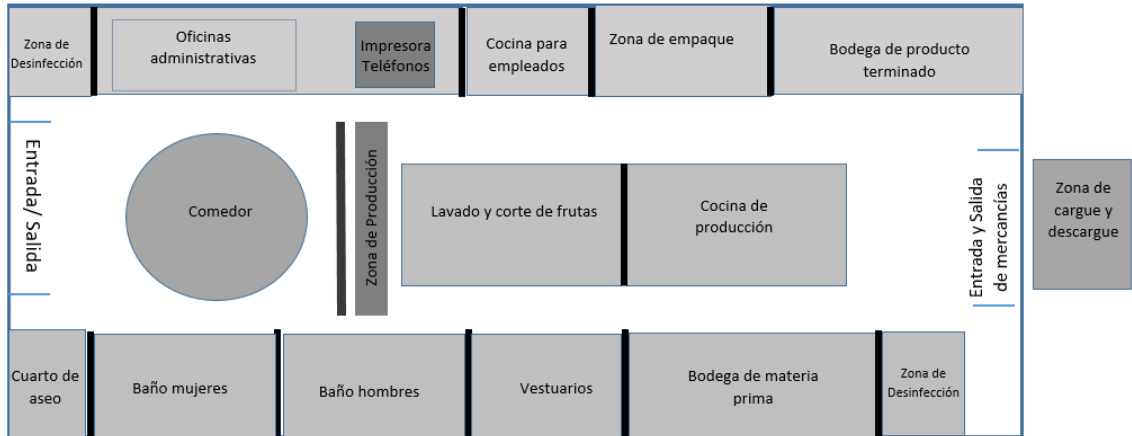 Zona de
Desinfección
Oficinas
administrativas
Impresora
Teléfonos
Cocina para
empleados
Zona de empaque
Bodega de producto
terminado
Entrada/ Salida
Comedor
Zona de Producción
Lavado y corte de frutas
Cocina de
producción
Entrada y Salida
de mercancías
Zona de
cargue y
descargue
Cuarto de
aseo
Baño mujeres
Baño hombres
Vestuarios
Bodega de materia
prima
Zona de
Desinfección